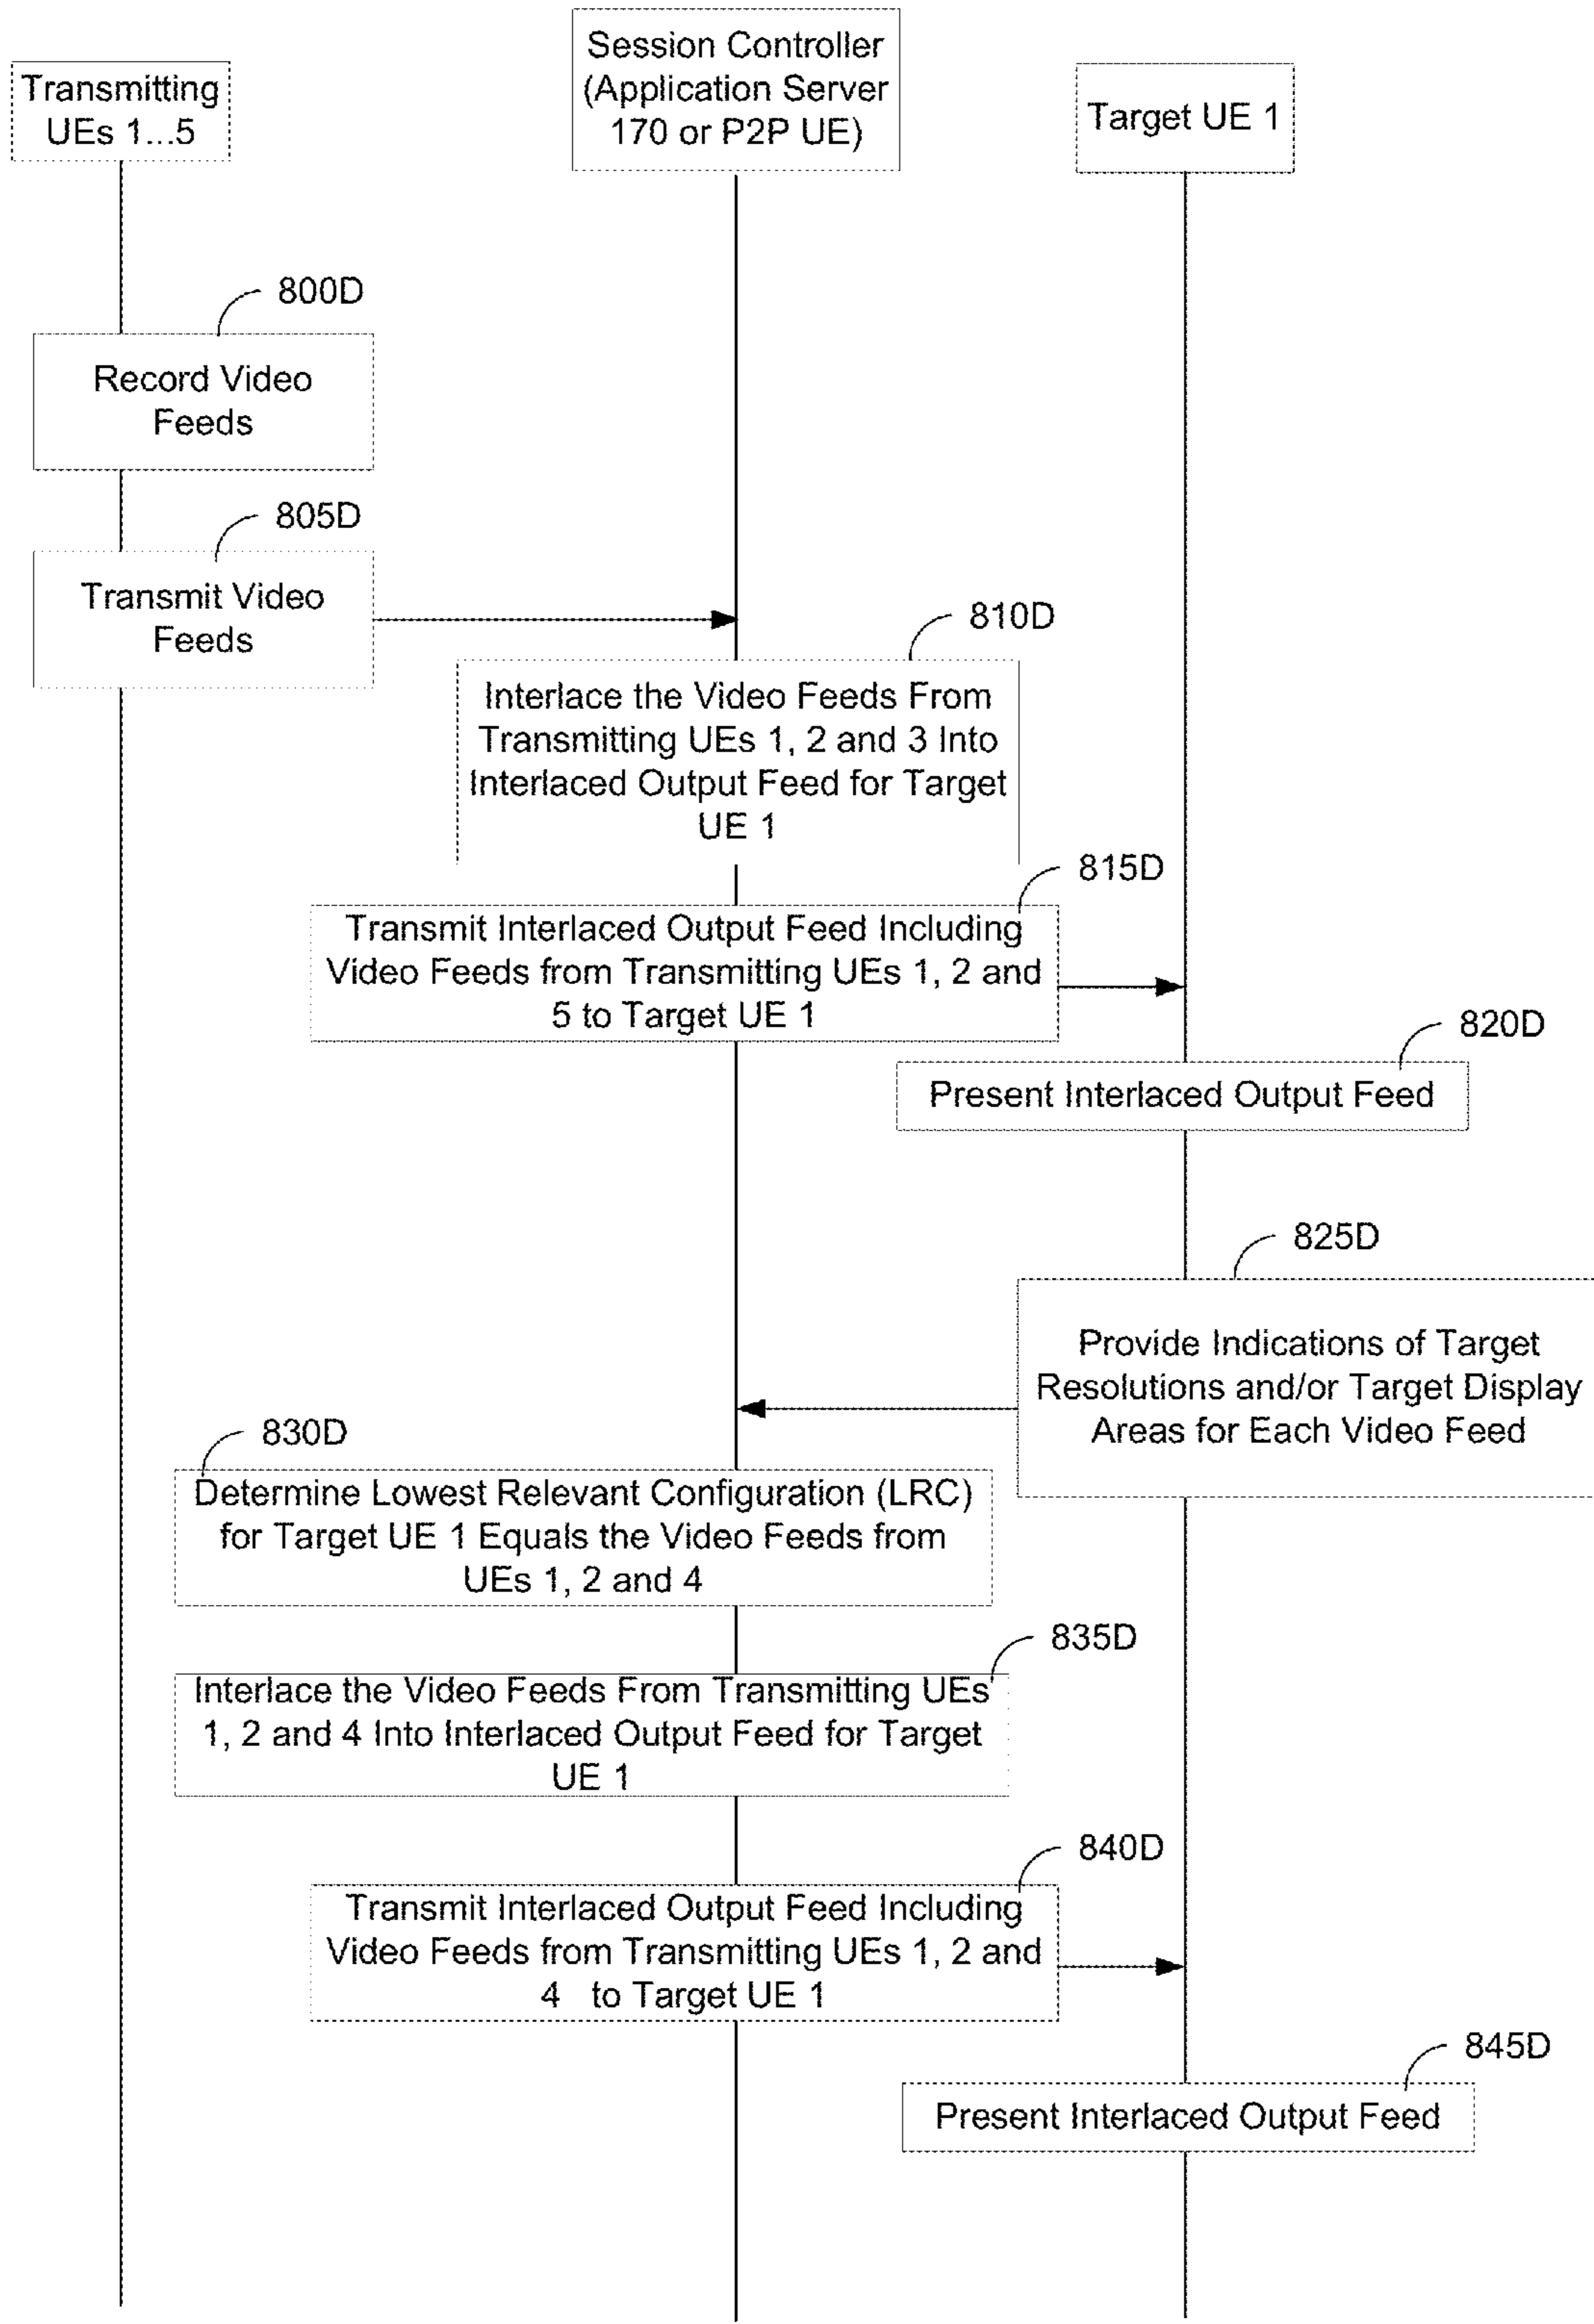 Transmitting
UEs 1...5
Session Controller
(Application Server
170 or P2P UE)
Target UE 1
800D
Record Video
Feeds
805D
Transmit Video
Feeds
810D
Interlace the Video Feeds From
Transmitting UEs 1, 2 and 3 Into
Interlaced Output Feed for Target
UE 1
815D
Transmit Interlaced Output Feed Including
Video Feeds from Transmitting UEs 1, 2 and
5 to Target UE 1
820D
Present Interlaced Output Feed
825D
Provide Indications of Target
Resolutions and/or Target Display
Areas for Each Video Feed
830D
Determine Lowest Relevant Configuration (LRC)
for Target UE 1 Equals the Video Feeds from
UEs 1, 2 and 4
835D
Interlace the Video Feeds From Transmitting UEs
1, 2 and 4 Into Interlaced Output Feed for Target
UE 1
840D
Transmit Interlaced Output Feed Including
Video Feeds from Transmitting UEs 1, 2 and
4 to Target UE 1
845D
Present Interlaced Output Feed